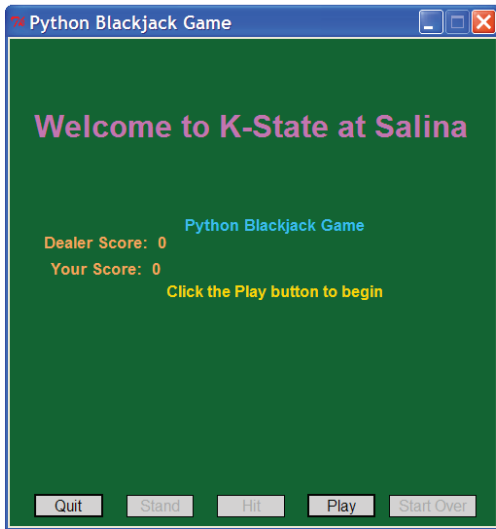 Python Blackjack Game
Welcome to K-State at Salina
Python Blackjack Game
Dealer Score: 0
Your Score: 0
Click the Play button to begin
Quit Stand Hit Play Start Over